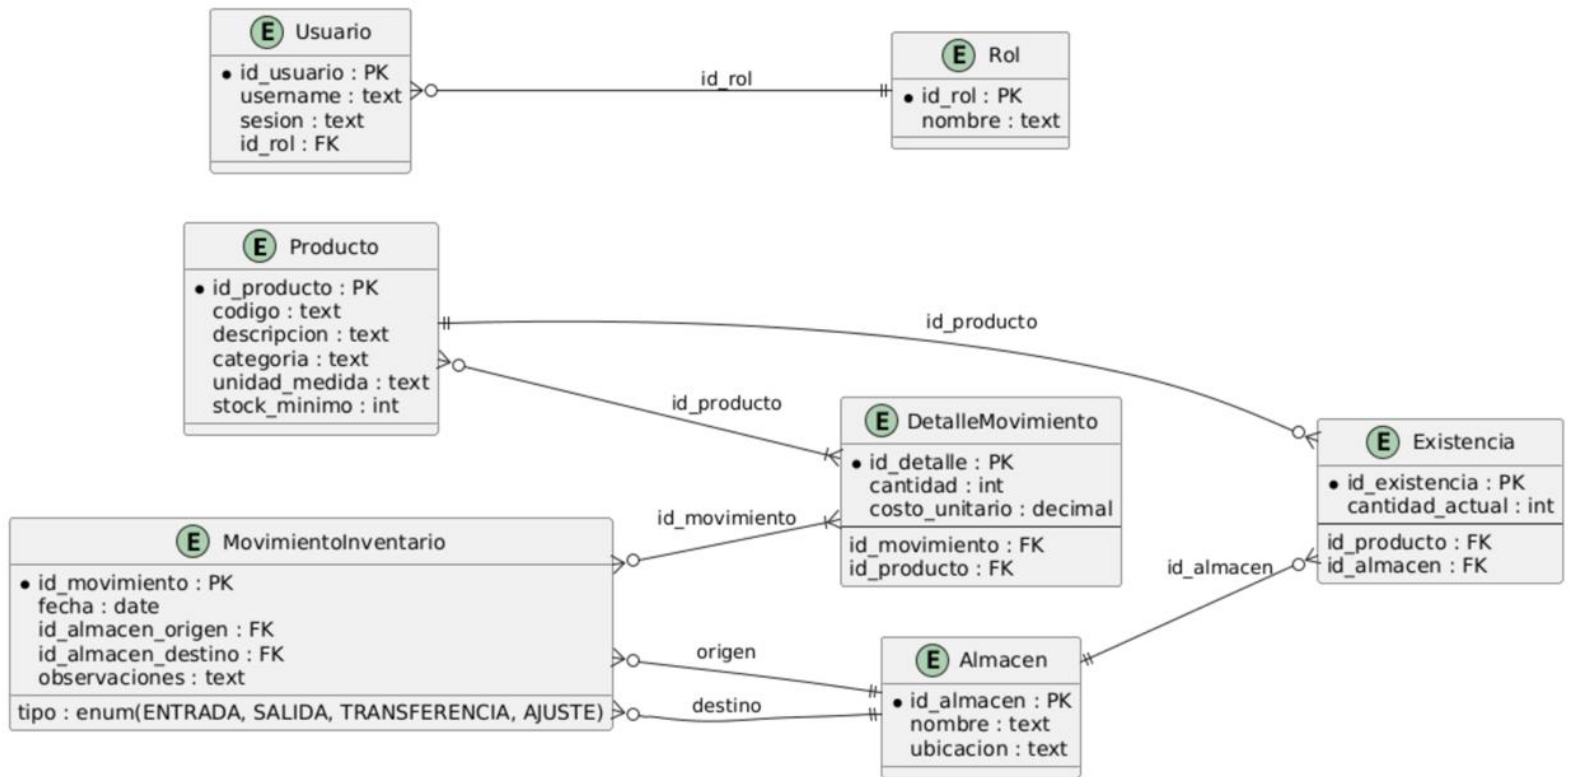 E Usuario
id_usuario : PK
username : text
sesion : text
id_rol : FK
id_rol
E Rol
id_rol : PK
nombre : text
E Producto
id_producto : PK
codigo : text
descripcion : text
categoria : text
unidad_medida : text
stock_minimo : int
id_producto
id_producto
E DetalleMovimiento
id_detalle : PK
cantidad : int
costo_unitario : decimal
id_movimiento : FK
id_producto : FK
E Existencia
id_existencia : PK
cantidad_actual : int
id_producto : FK
id_almacen : FK
id_movimiento
id_almacen
E MovimientoInventario
id_movimiento : PK
fecha : date
id_almacen_origen : FK
id_almacen_destino : FK
observaciones : text
tipo : enum(ENTRADA, SALIDA, TRANSFERENCIA, AJUSTE)
origen
destino
E Almacen
id_almacen : PK
nombre : text
ubicacion : text